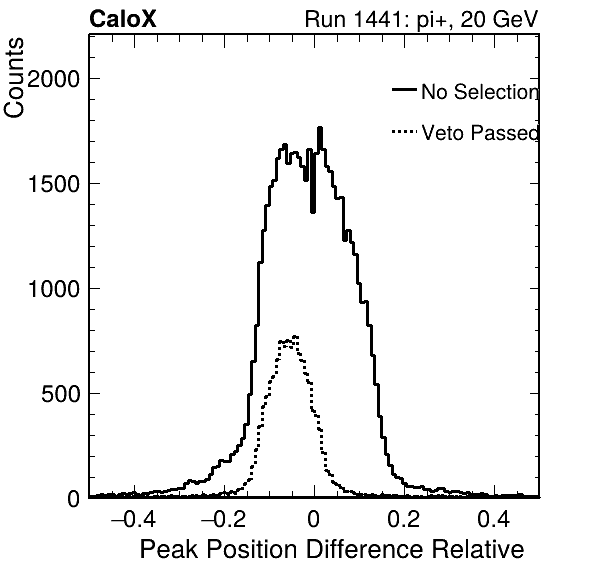 CaloX Run 1441: pi+, 20 GeV
Counts
2000
1500
1000
500
0
No Selection
Veto Passed
−0.4 −0.2 0 0.2 0.4
Peak Position Difference Relative